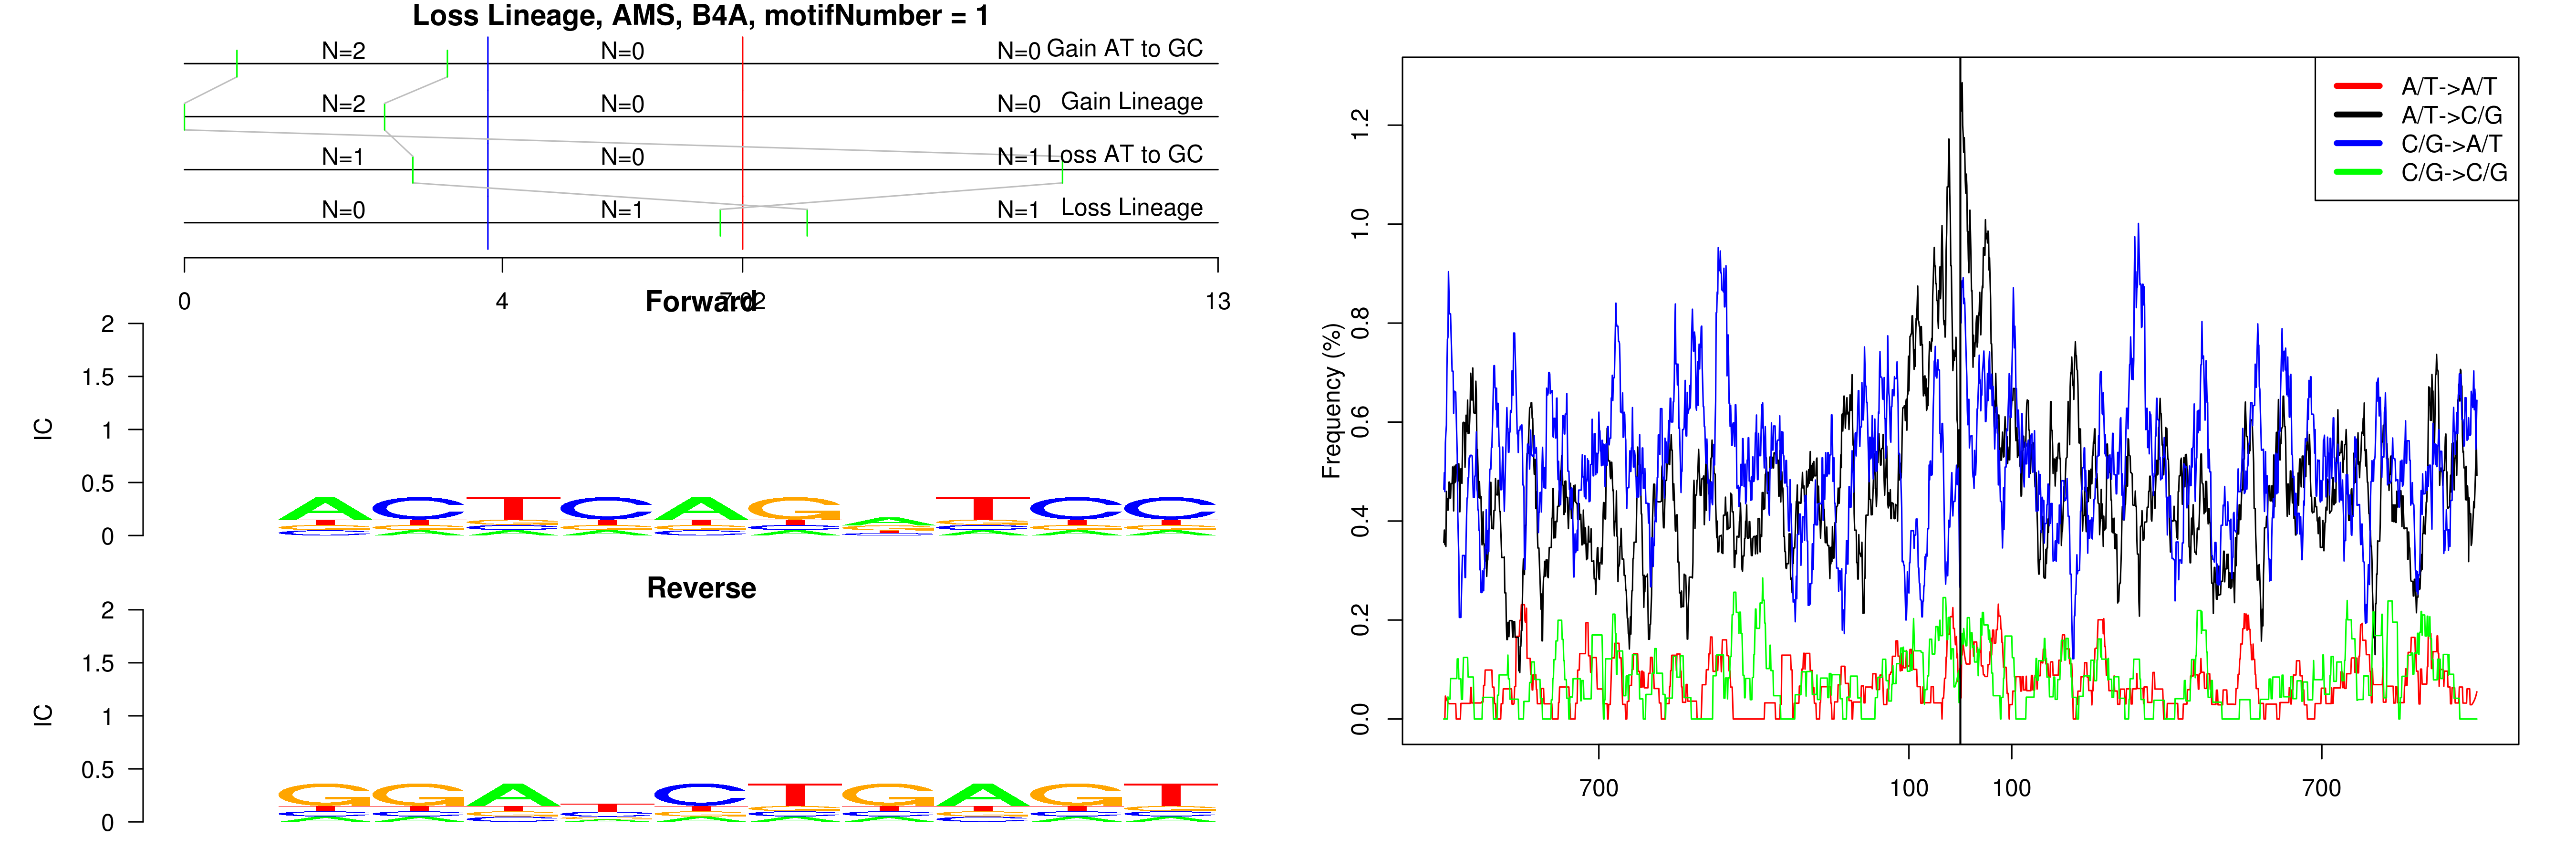 Loss Lineage, AMS, B4A, motifNumber = 1
N=2 N=0 N=0 Gain AT to GC
N=2 N=0 N=0 Gain Lineage
N=1 N=0 N=1 Loss AT to GC
N=0 N=1 N=1 Loss Lineage
0 4 7.02 13
Forward
IC
2
1.5
1
0.5
0
ACTCAGATCC
Reverse
IC
2
1.5
1
0.5
0
GGATCTGAGT
Frequency (%)
1.2
1.0
0.8
0.6
0.4
0.2
0.0
700 100 100 700
A/T->A/T
A/T->C/G
C/G->A/T
C/G->C/G